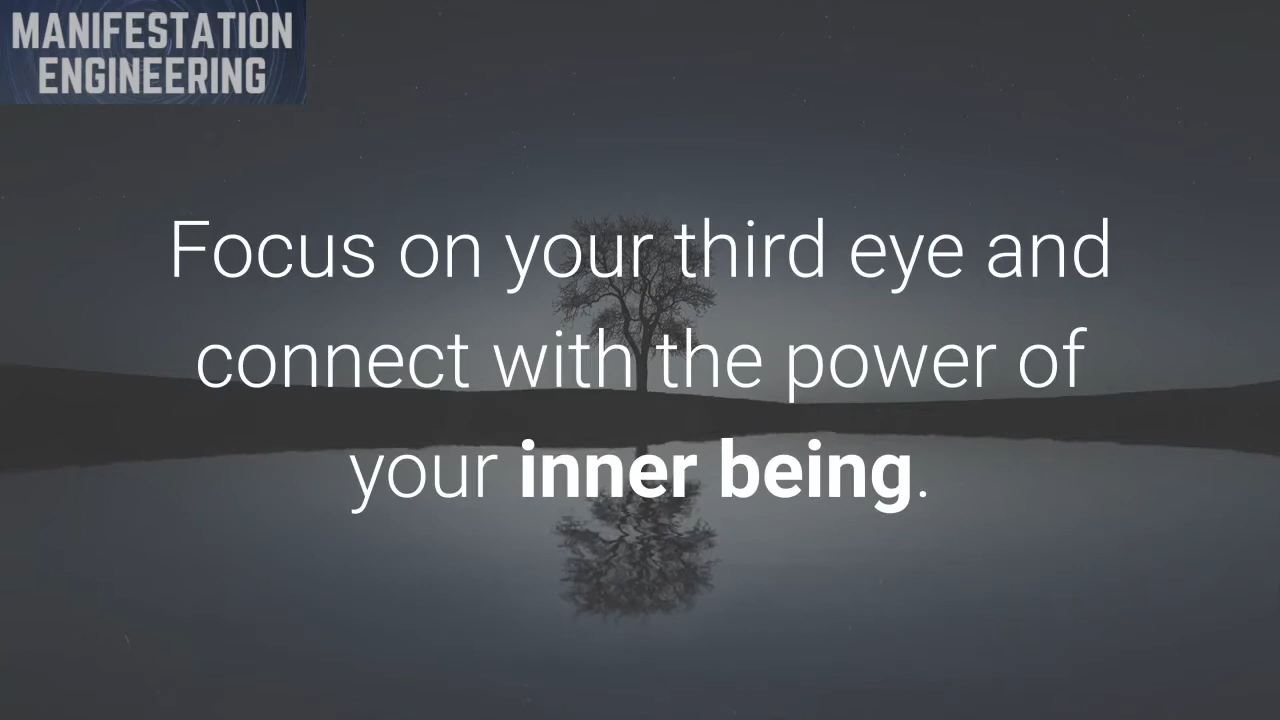 MANIFESTATION
ENGINEERING
Focus on your third eye and
connect with the power of
your inner being.